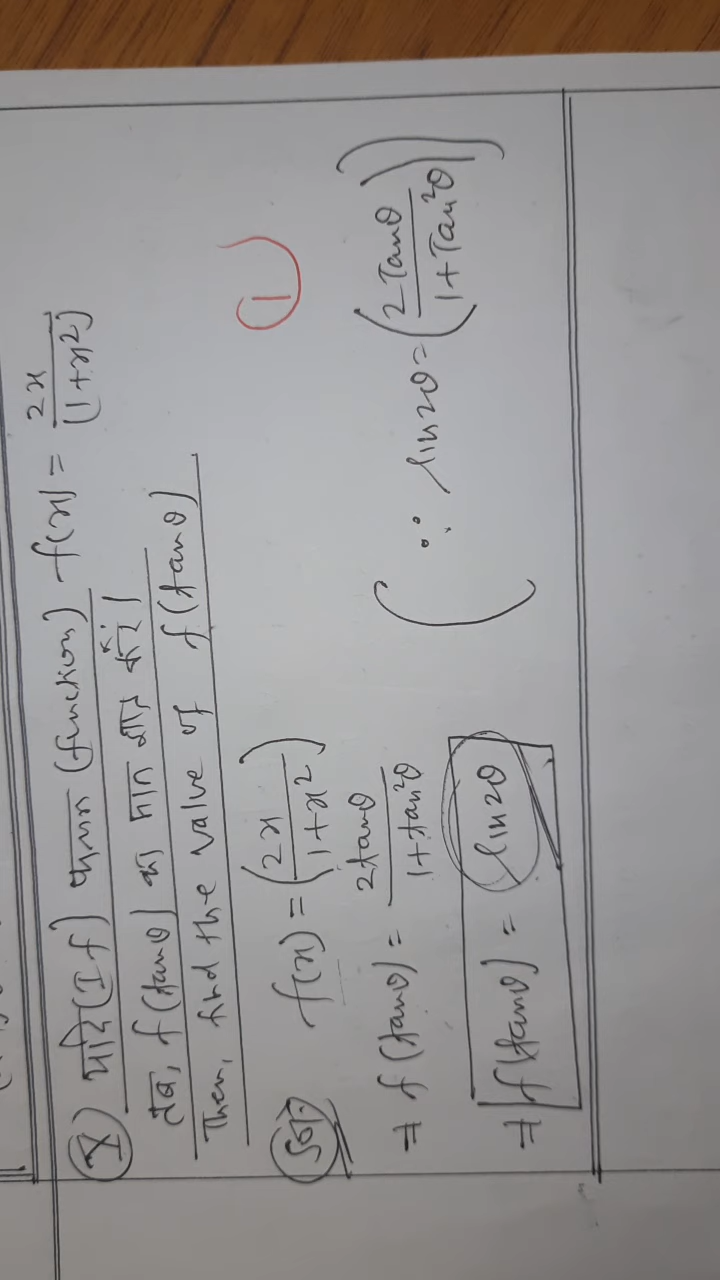 (X) यदि (If) फलन (function) f(x) = 2x/(1+x²)
तब, f(tanθ) का मान ज्ञात करें।
Then, find the value of f(tanθ)
1
Sol. f(x) = (2x/(1+x²))
⇒ f(tanθ) = 2tanθ/(1+tan²θ)
⇒ f(tanθ) = sin2θ (∵ sin2θ = (2Tanθ/(1+Tan²θ)))